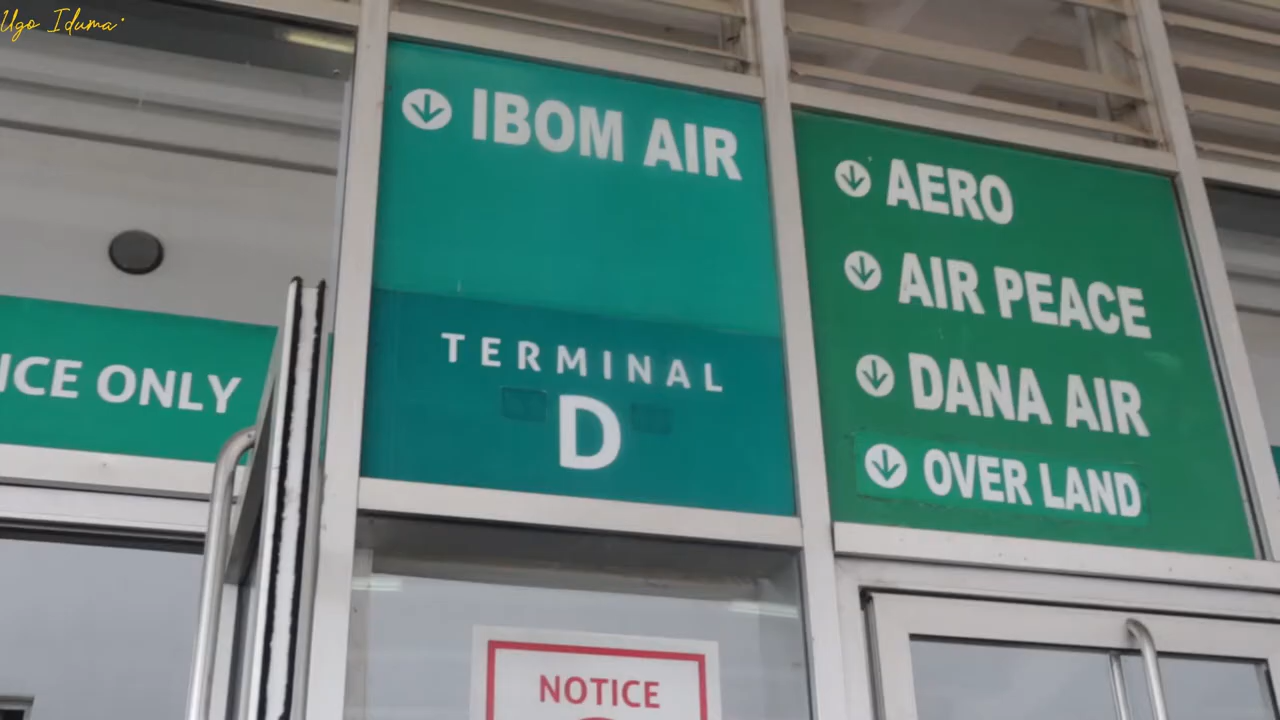 Ugo Iduma
IBOM AIR
TERMINAL
D
AERO
AIR PEACE
DANA AIR
OVER LAND
ICE ONLY
NOTICE